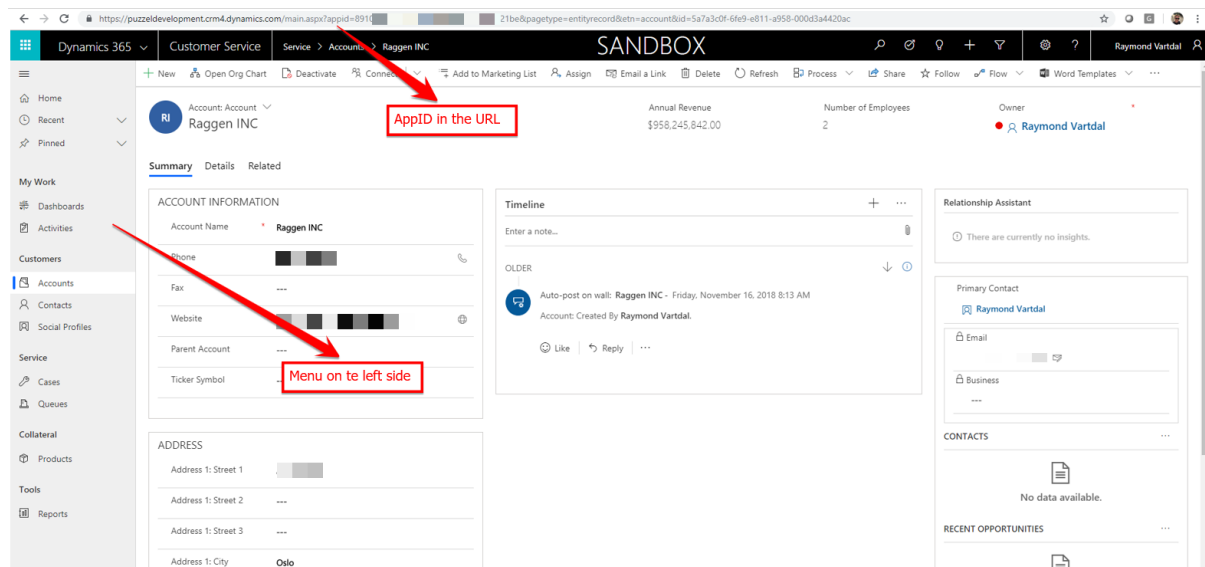 https://puzzeldevelopment.crm4.dynamics.com/main.aspx?appid=8910 21be&pagetype=entityrecord&etn=account&id=5a7a3c0f-6fe9-e811-a958-000d3a4420ac
Dynamics 365 Customer Service Service > Accounts > Raggen INC SANDBOX Raymond Vartdal
New Open Org Chart Deactivate Connect Add to Marketing List Assign Email a Link Delete Refresh Process Share Follow Flow Word Templates ...
Home
Recent
Pinned
My Work
Dashboards
Activities
Customers
Accounts
Contacts
Social Profiles
Service
Cases
Queues
Collateral
Products
Tools
Reports
RI
Account: Account
Raggen INC
AppID in the URL
Annual Revenue
$958,245,842.00
Number of Employees
2
Owner *
Raymond Vartdal
Summary Details Related
ACCOUNT INFORMATION
Account Name * Raggen INC
Phone
Fax ---
Website
Parent Account ---
Ticker Symbol
Menu on te left side
ADDRESS
Address 1: Street 1
Address 1: Street 2 ---
Address 1: Street 3 ---
Address 1: City Oslo
Timeline
Enter a note...
OLDER
Auto-post on wall: Raggen INC - Friday, November 16, 2018 8:13 AM
Account: Created By Raymond Vartdal.
Like Reply ...
Relationship Assistant
There are currently no insights.
Primary Contact
Raymond Vartdal
Email
Business
---
CONTACTS ...
No data available.
RECENT OPPORTUNITIES ...